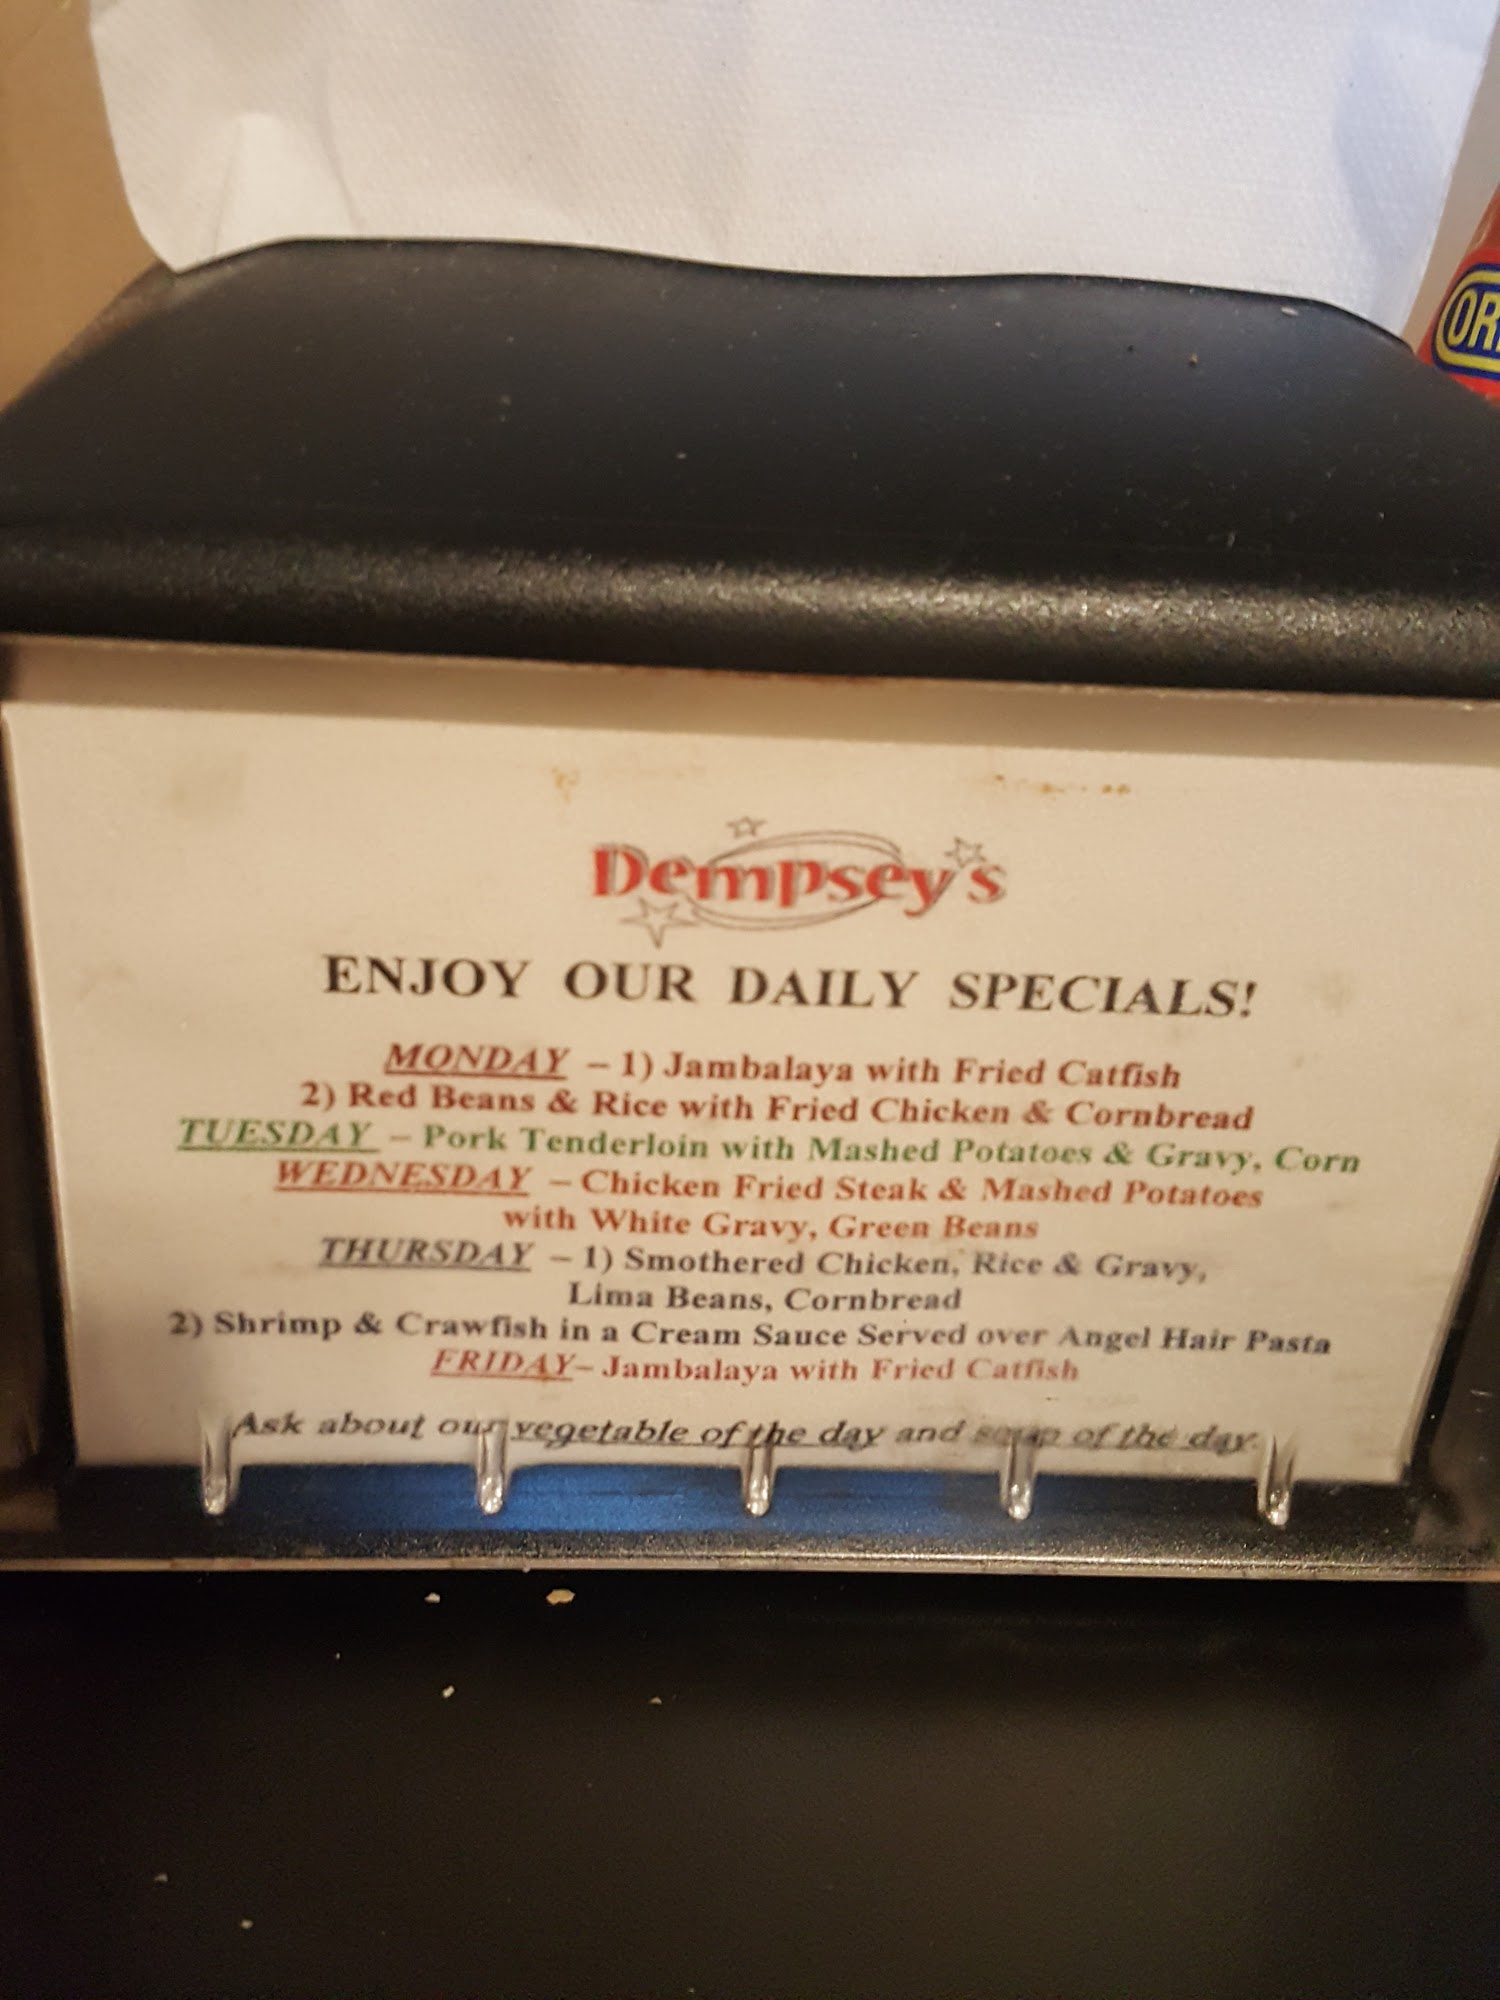 OR
Dempsey's
ENJOY OUR DAILY SPECIALS!
MONDAY – 1) Jambalaya with Fried Catfish
2) Red Beans & Rice with Fried Chicken & Cornbread
TUESDAY – Pork Tenderloin with Mashed Potatoes & Gravy, Corn
WEDNESDAY – Chicken Fried Steak & Mashed Potatoes
with White Gravy, Green Beans
THURSDAY – 1) Smothered Chicken, Rice & Gravy,
Lima Beans, Cornbread
2) Shrimp & Crawfish in a Cream Sauce Served over Angel Hair Pasta
FRIDAY– Jambalaya with Fried Catfish
Ask about our vegetable of the day and soup of the day.